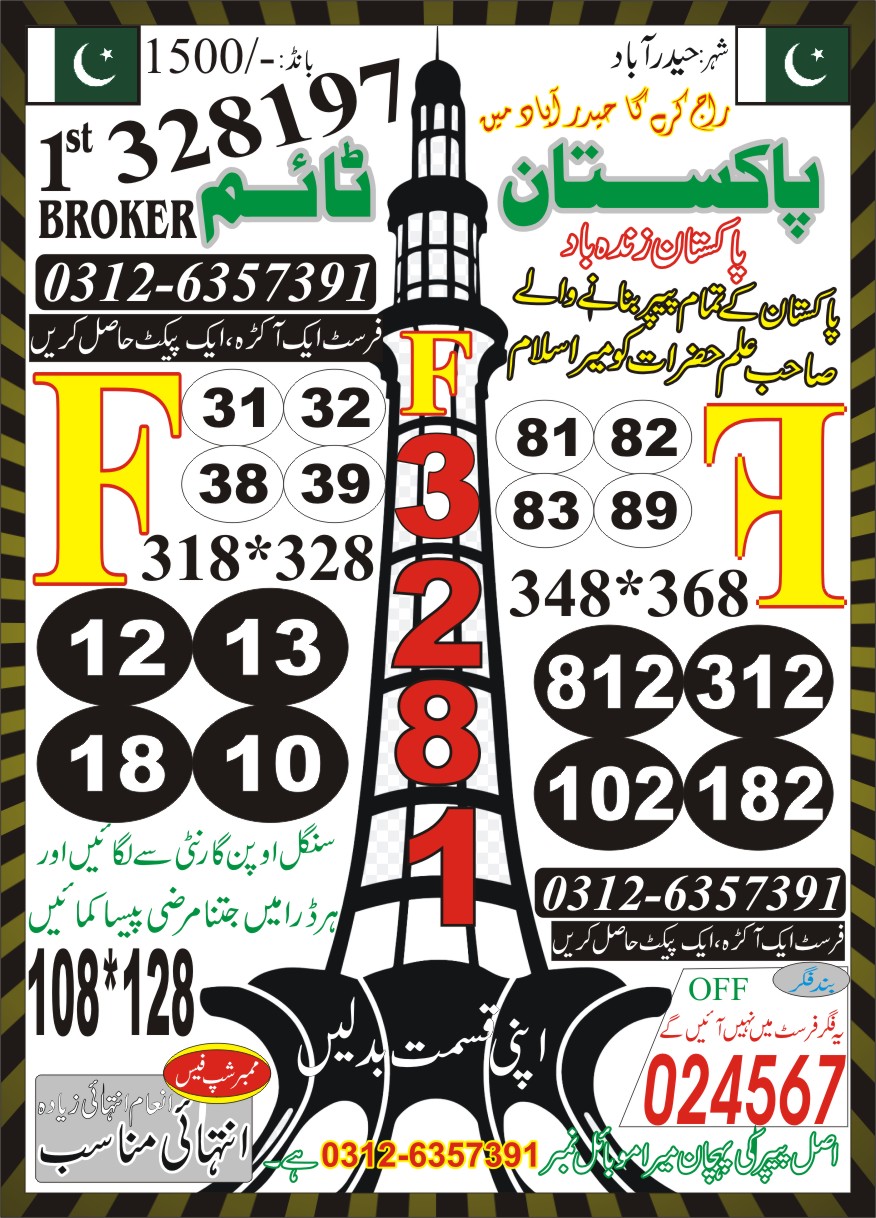 بانڈ: 1500/-
شہر: حیدرآباد
راج کرے گا حیدرآباد میں
1st 328197
BROKER
پاکستان ٹائم
پاکستان زندہ باد
0312-6357391
پاکستان کے تمام پیپر بنانے والے
صاحب علم حضرات کو میرا سلام
فرسٹ ایک آکڑہ، ایک پیکٹ حاصل کریں
F
31 32
38 39
318*328
F
3
2
8
1
F
81 82
83 89
348*368
12 13
18 10
812 312
102 182
سنگل اوپن گارنٹی سے لگائیں اور
ہر ڈرا میں جتنا مرضی پیسا کمائیں
108*128
0312-6357391
فرسٹ ایک آکڑہ، ایک پیکٹ حاصل کریں
بند فگر
OFF
یہ فگر فرسٹ میں نہیں آئیں گے
024567
اپنی قسمت بدلیں
ممبر شپ فیس
انعام انتہائی زیادہ
انتہائی مناسب
اصل پیپر کی پہچان میرا موبائل نمبر 0312-6357391 ہے۔